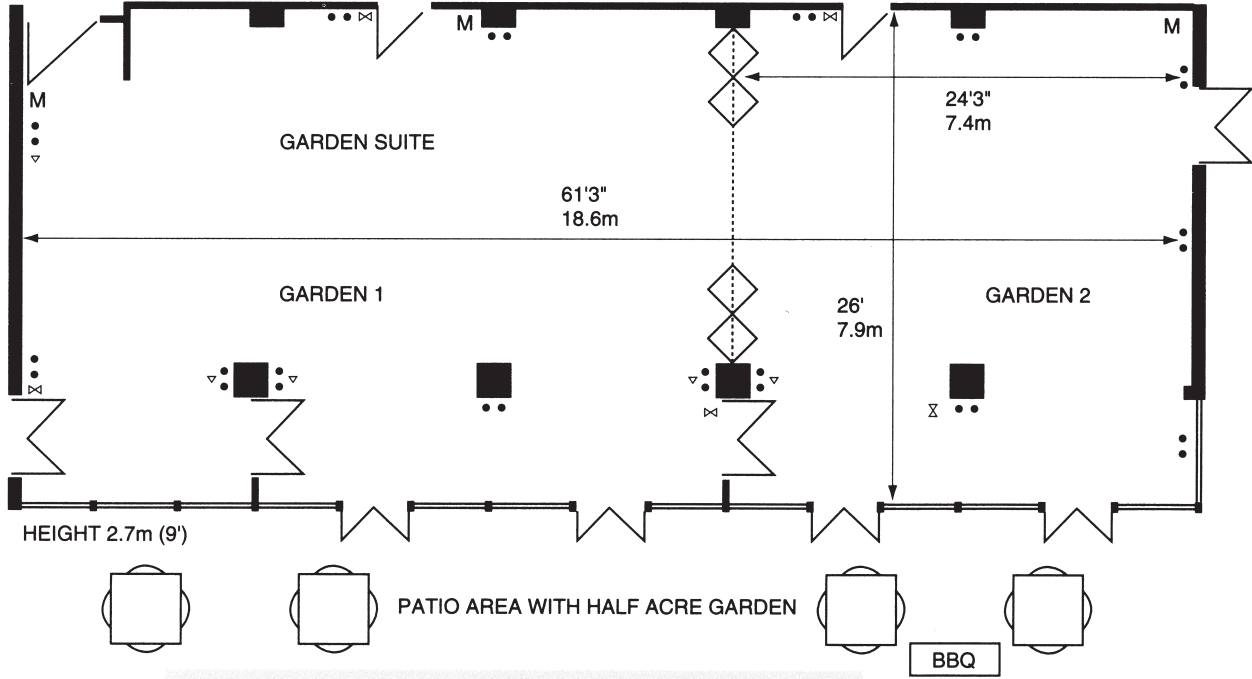 M
M
M
24'3"
7.4m
GARDEN SUITE
61'3"
18.6m
GARDEN 1
GARDEN 2
26'
7.9m
HEIGHT 2.7m (9')
PATIO AREA WITH HALF ACRE GARDEN
BBQ